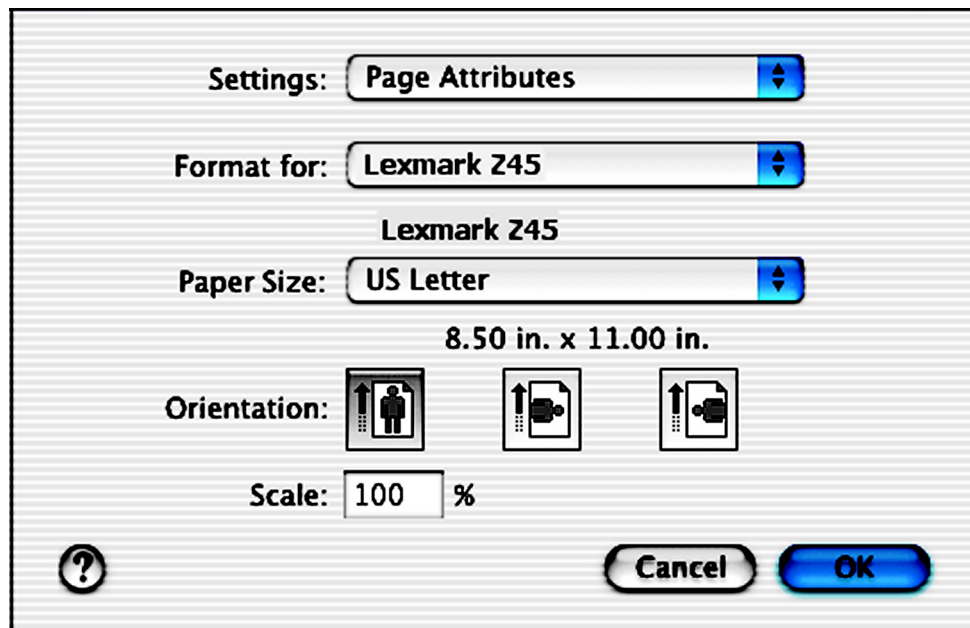 Settings: Page Attributes
Format for: Lexmark Z45
Lexmark Z45
Paper Size: US Letter
8.50 in. x 11.00 in.
Orientation:
Scale: 100 %
? Cancel OK